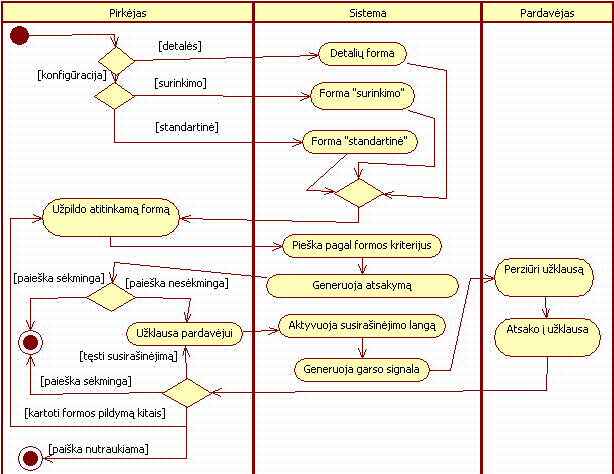 Pirkėjas
Sistema
Pardavėjas
[detalės]
Detalių forma
[konfigūracija]
[surinkimo]
Forma "surinkimo"
[standartinė]
Forma "standartinė"
Užpildo atitinkamą formą
Pieška pagal formos kriterijus
Perziūri užklausą
[paieška sėkminga]
[paieška nesėkminga]
Generuoja atsakymą
Užklausa pardavėjui
Aktyvuoja susirašinėjimo langą
Atsako į užklausa
[tęsti susirašinėjimą]
Generuoja garso signala
[paieška sėkminga]
[kartoti formos pildymą kitais]
[paiška nutraukiama]